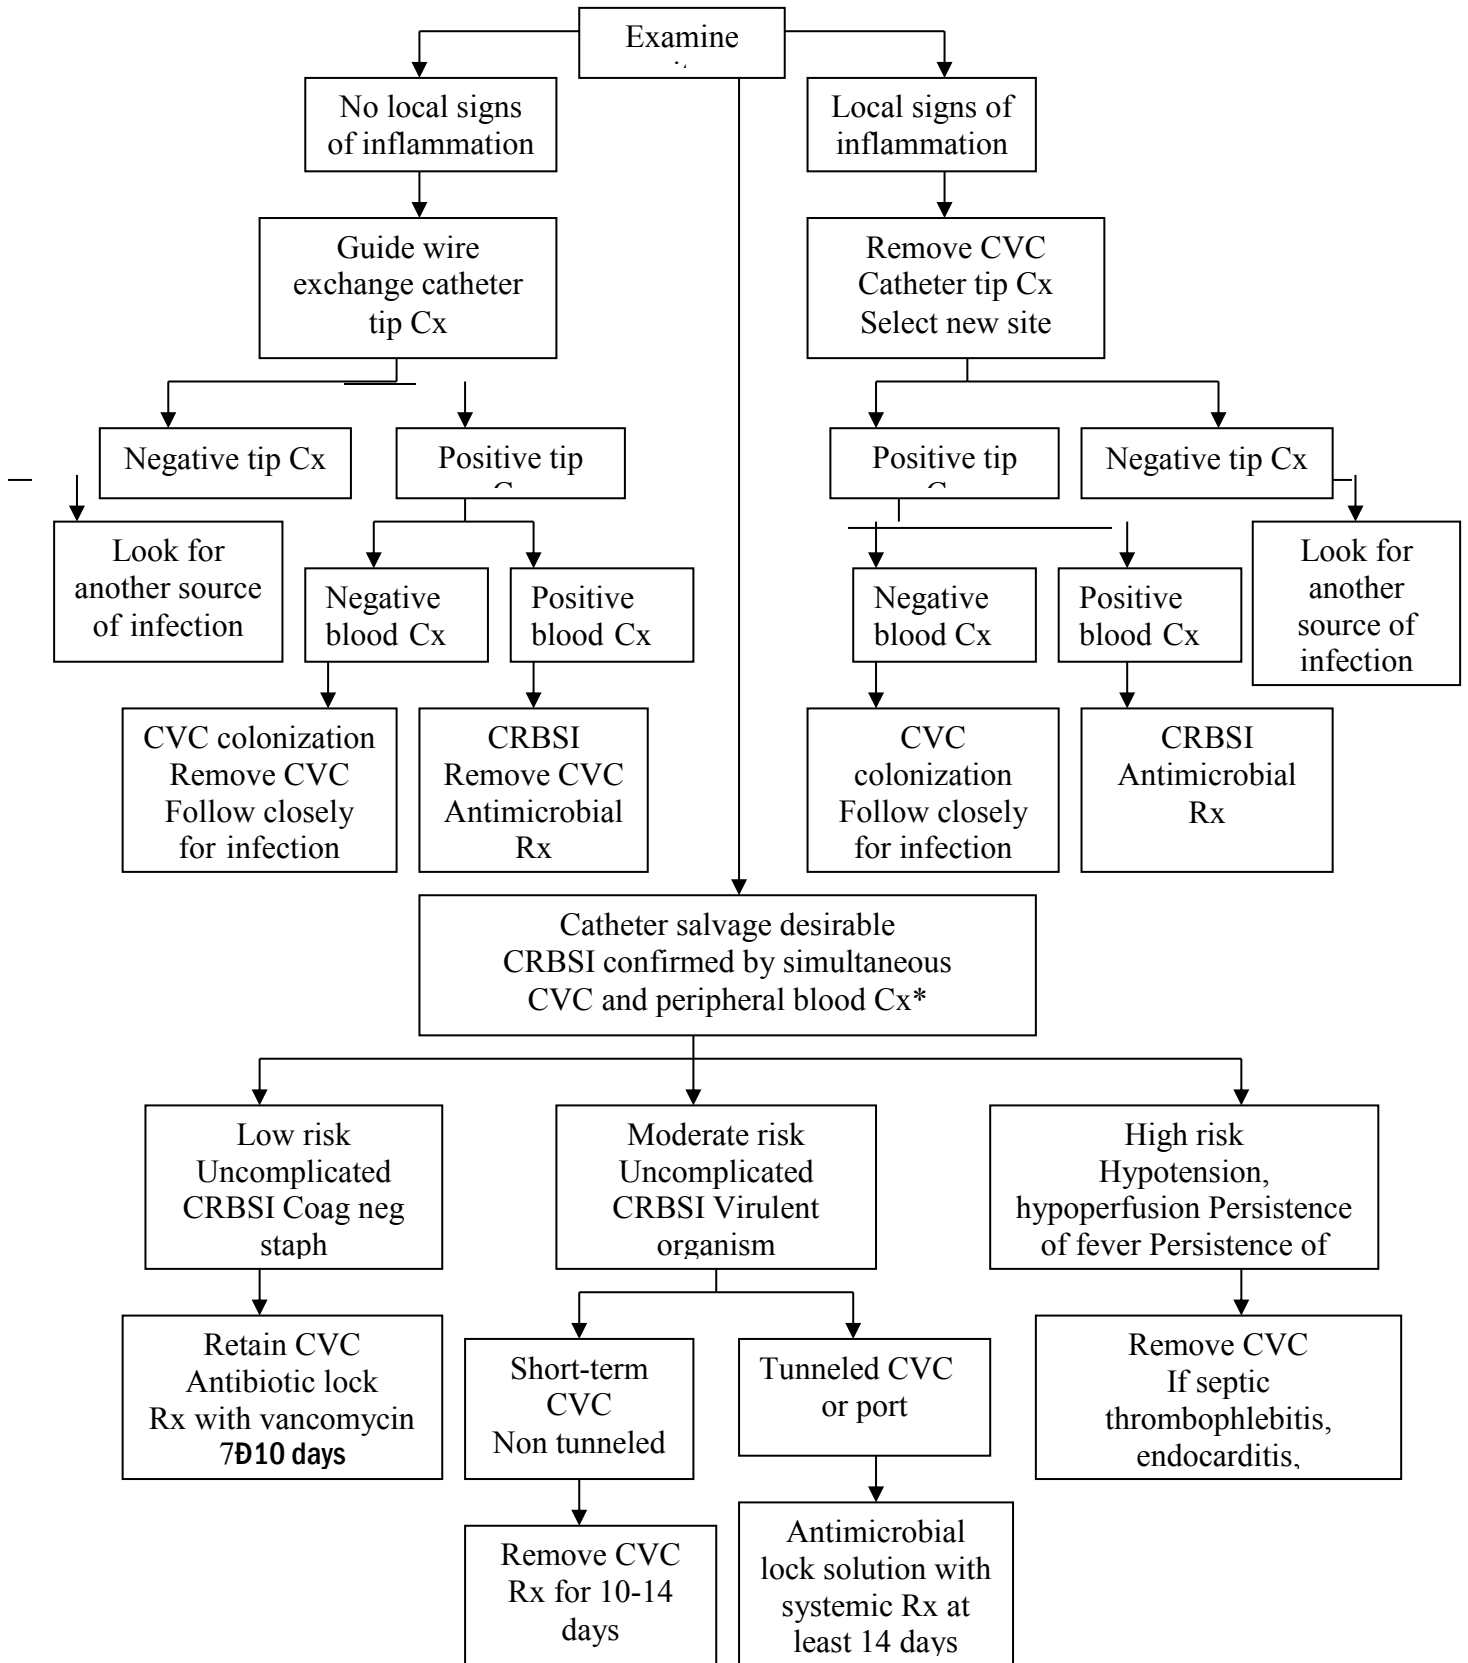 Examine
No local signs
of inflammation
Local signs of
inflammation
Guide wire
exchange catheter
tip Cx
Remove CVC
Catheter tip Cx
Select new site
Negative tip Cx
Positive tip
Positive tip
Negative tip Cx
Look for
another source
of infection
Negative
blood Cx
Positive
blood Cx
Negative
blood Cx
Positive
blood Cx
Look for
another
source of
infection
CVC colonization
Remove CVC
Follow closely
for infection
CRBSI
Remove CVC
Antimicrobial
Rx
CVC
colonization
Follow closely
for infection
CRBSI
Antimicrobial
Rx
Catheter salvage desirable
CRBSI confirmed by simultaneous
CVC and peripheral blood Cx*
Low risk
Uncomplicated
CRBSI Coag neg
staph
Moderate risk
Uncomplicated
CRBSI Virulent
organism
High risk
Hypotension,
hypoperfusion Persistence
of fever Persistence of
Retain CVC
Antibiotic lock
Rx with vancomycin
7Ð10 days
Short-term
CVC
Non tunneled
Tunneled CVC
or port
Remove CVC
If septic
thrombophlebitis,
endocarditis,
Remove CVC
Rx for 10-14
days
Antimicrobial
lock solution with
systemic Rx at
least 14 days